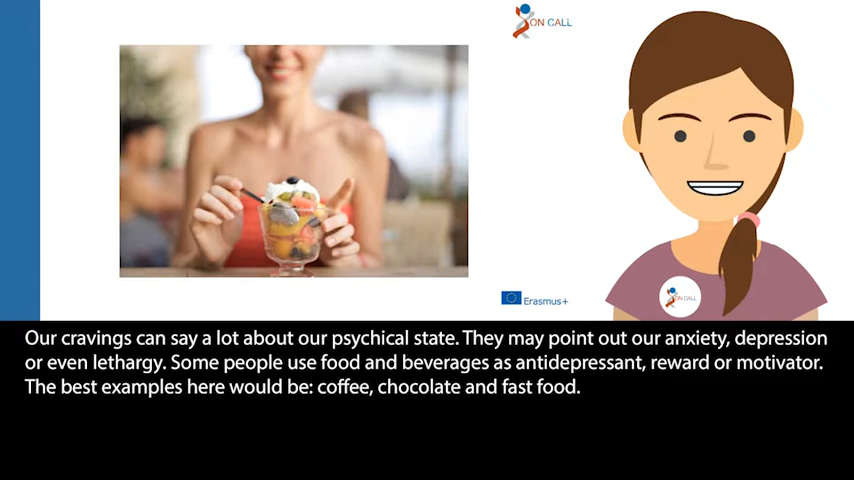 ON CALL
Erasmus+
ON CALL
Our cravings can say a lot about our psychical state. They may point out our anxiety, depression
or even lethargy. Some people use food and beverages as antidepressant, reward or motivator.
The best examples here would be: coffee, chocolate and fast food.